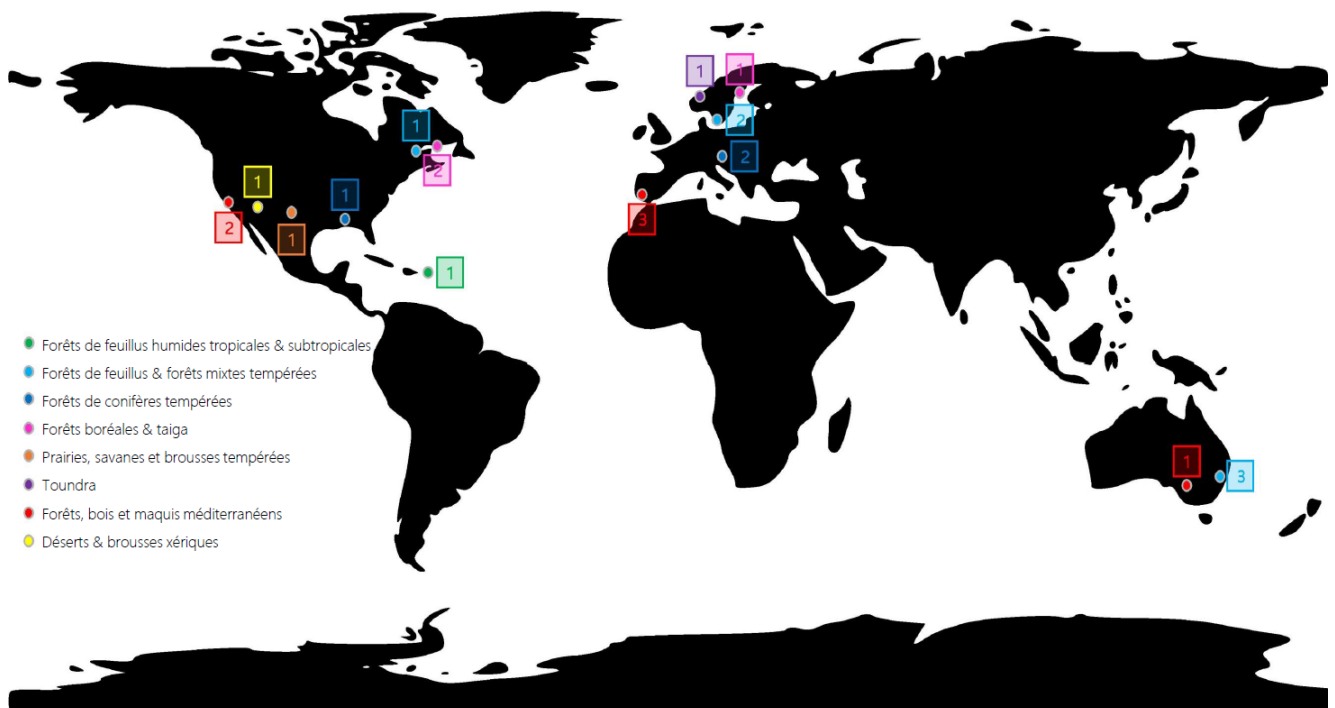 1
1
1
2
1
2
1
1
2
2
3
2
1
1
Forêts de feuillus humides tropicales & subtropicales
Forêts de feuillus & forêts mixtes tempérées
Forêts de conifères tempérées
Forêts boréales & taiga
Prairies, savanes et brousses tempérées
Toundra
Forêts, bois et maquis méditerranéens
Déserts & brousses xériques
1
3